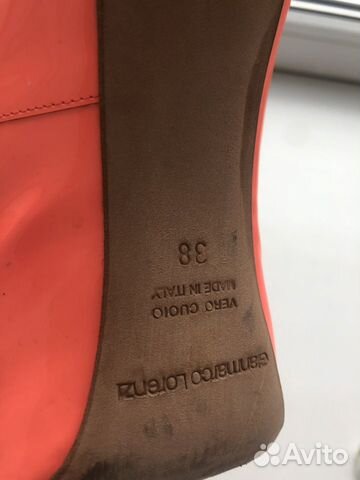 Gianmarco Lorenzi
VERO CUOIO
MADE IN ITALY
38
Avito